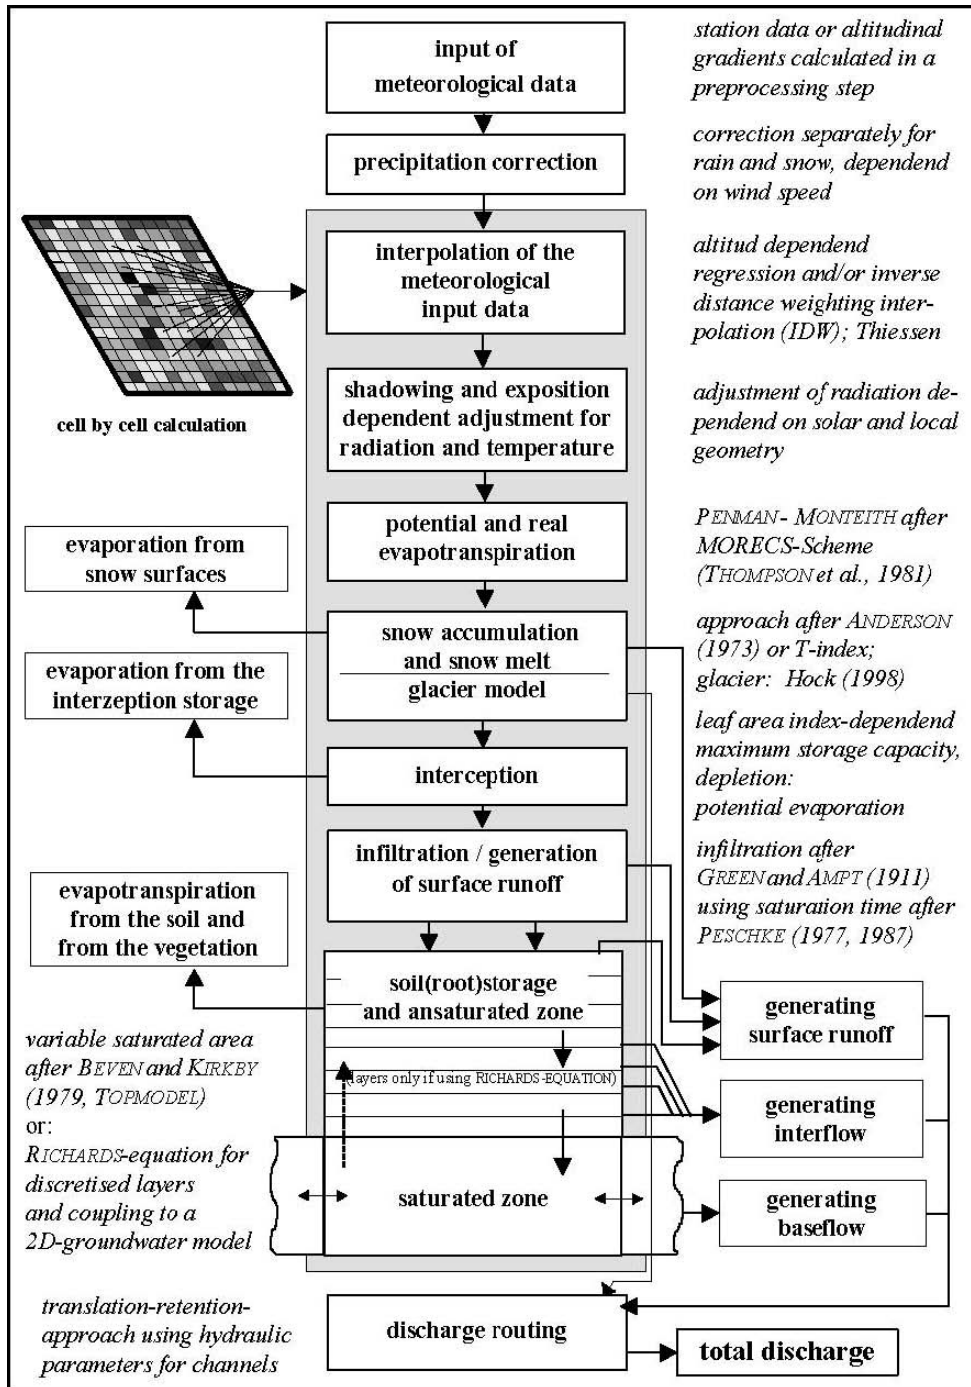 input of
meteorological data
station data or altitudinal
gradients calculated in a
preprocessing step
precipitation correction
correction separately for
rain and snow, dependend
on wind speed
cell by cell calculation
interpolation of the
meteorological
input data
altitud dependend
regression and/or inverse
distance weighting inter-
polation (IDW); Thiessen
shadowing and exposition
dependent adjustment for
radiation and temperature
adjustment of radiation de-
pendend on solar and local
geometry
potential and real
evapotranspiration
PENMAN - MONTEITH after
MORECS-Scheme
(THOMPSON et al., 1981)
evaporation from
snow surfaces
snow accumulation
and snow melt
glacier model
approach after ANDERSON
(1973) or T-index;
glacier: Hock (1998)
evaporation from the
interzeption storage
interception
leaf area index-dependend
maximum storage capacity,
depletion:
potential evaporation
infiltration / generation
of surface runoff
infiltration after
GREEN and AMPT (1911)
using saturation time after
PESCHKE (1977, 1987)
evapotranspiration
from the soil and
from the vegetation
soil(root)storage
and ansaturated zone
(layers only if using RICHARDS-EQUATION)
generating
surface runoff
generating
interflow
variable saturated area
after BEVEN and KIRKBY
(1979, TOPMODEL)
or:
RICHARDS-equation for
discretised layers
and coupling to a
2D-groundwater model
saturated zone
generating
baseflow
translation-retention-
approach using hydraulic
parameters for channels
discharge routing
total discharge